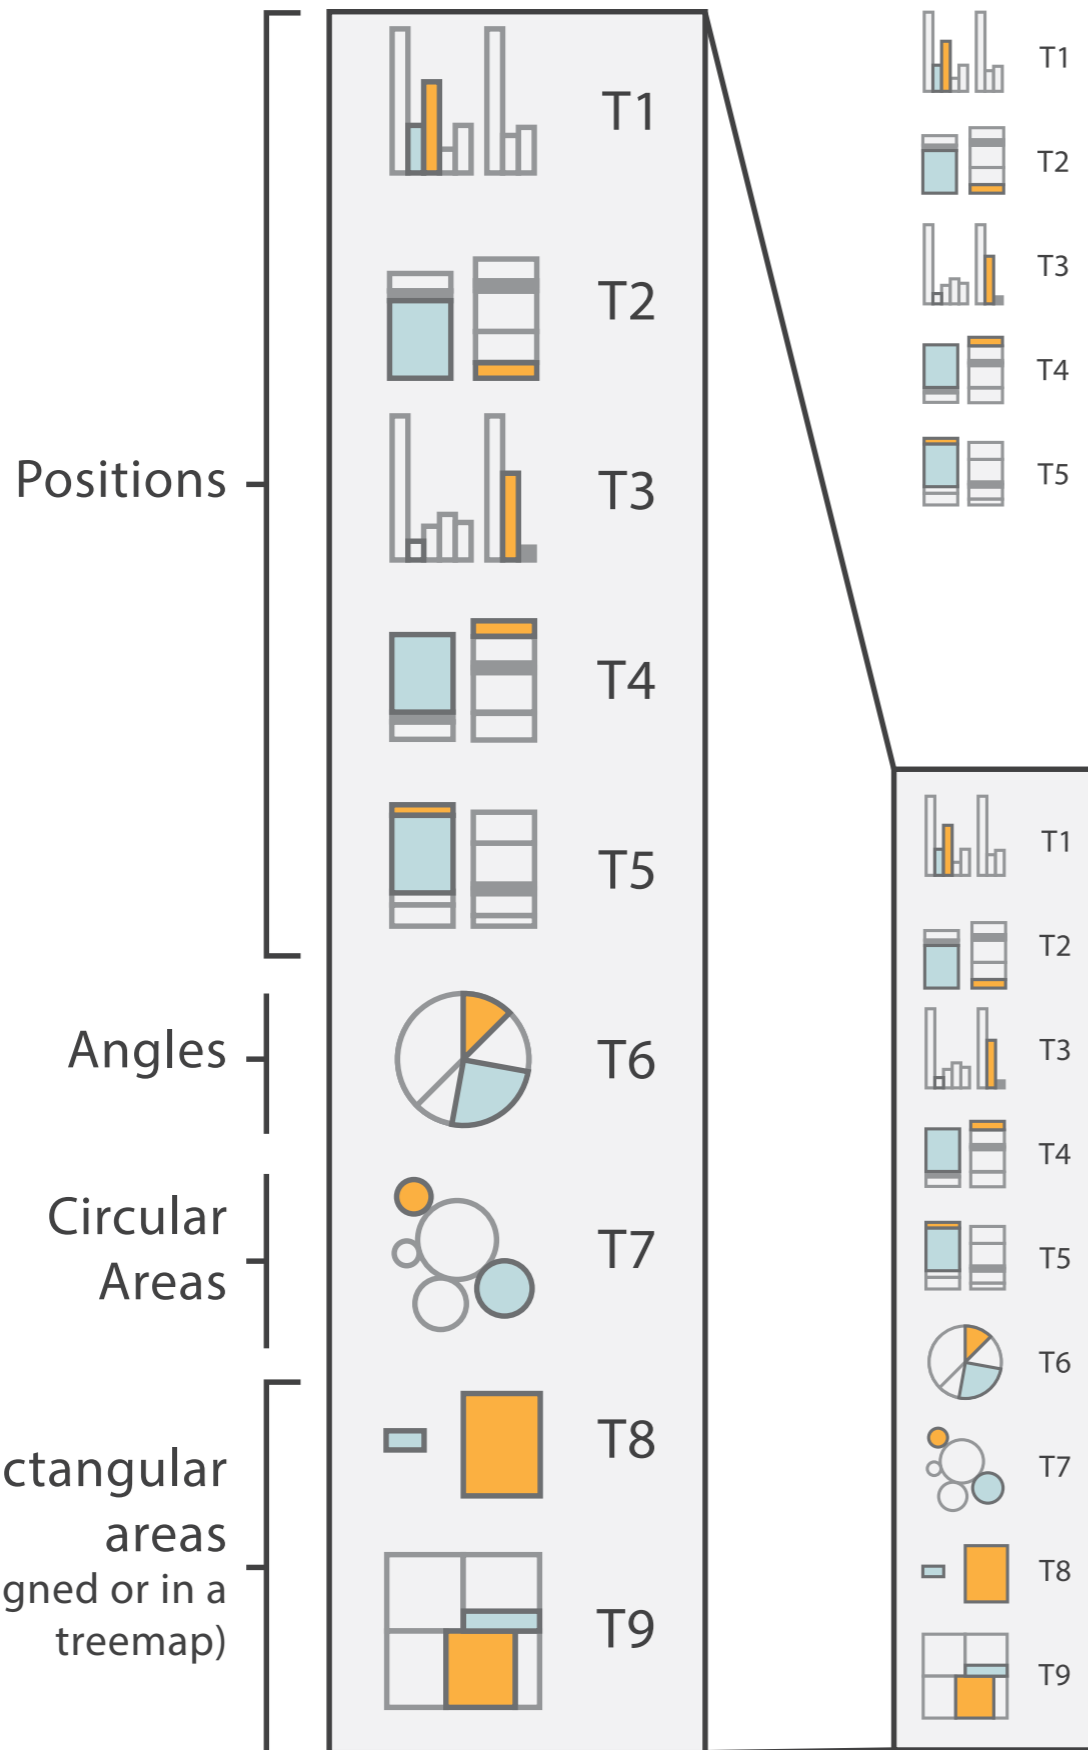 Positions
Angles
Circular
Areas
ctangular
areas
gned or in a
treemap)
T1
T2
T3
T4
T5
T6
T7
T8
T9
T1
T2
T3
T4
T5
T1
T2
T3
T4
T5
T6
T7
T8
T9